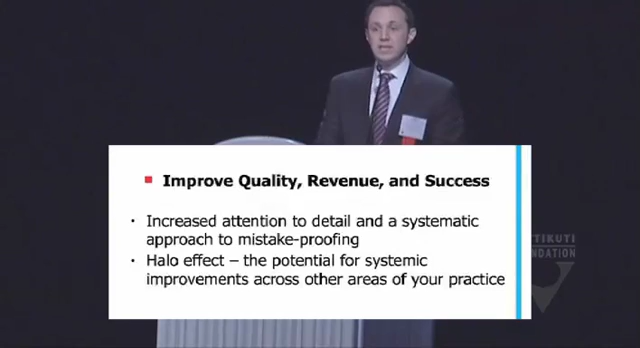 Improve Quality, Revenue, and Success
· Increased attention to detail and a systematic
approach to mistake-proofing
· Halo effect – the potential for systemic
improvements across other areas of your practice